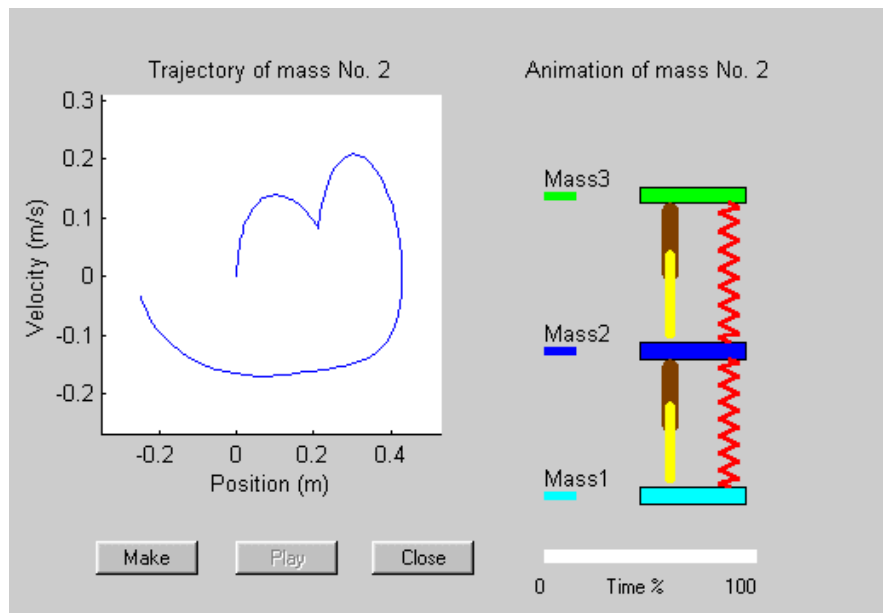 Trajectory of mass No. 2
0.3
0.2
0.1
0
-0.1
-0.2
Velocity (m/s)
-0.2 0 0.2 0.4
Position (m)
Make Play Close
Animation of mass No. 2
Mass3
Mass2
Mass1
0 Time % 100